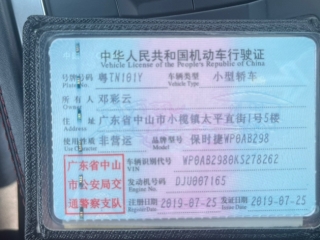 中华人民共和国机动车行驶证
Vehicle License of the People's Republic of China
号牌号码 粤TN101Y 车辆类型 小型轿车
Plate No. Vehicle Type
所有人 邓彩云
Owner
住址 广东省中山市小榄镇太平直街1号5楼
Address
使用性质 非营运 品牌型号 保时捷WP0AB298
Use Character Model
广东省中山
市公安局交
通警察支队
车辆识别代号 WP0AB2980KS278262
VIN
发动机号码 DJU007165
Engine No.
注册日期 2019-07-25 发证日期 2019-07-25
Register Date Issue Date